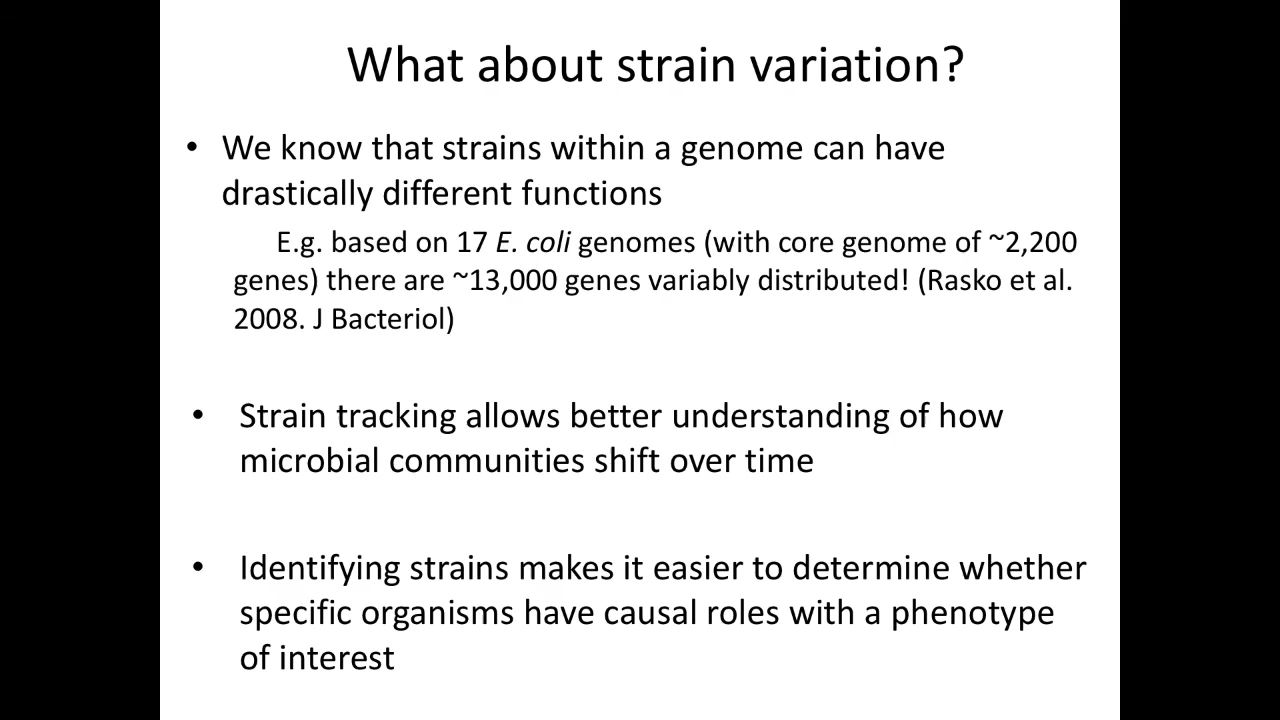 What about strain variation?
• We know that strains within a genome can have
drastically different functions
E.g. based on 17 E. coli genomes (with core genome of ~2,200
genes) there are ~13,000 genes variably distributed! (Rasko et al.
2008. J Bacteriol)
• Strain tracking allows better understanding of how
microbial communities shift over time
• Identifying strains makes it easier to determine whether
specific organisms have causal roles with a phenotype
of interest